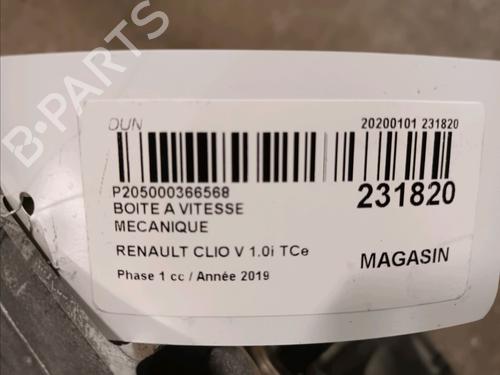 B-PARTS
OUN
20200101 231820
P205000366568
231820
BOITE A VITESSE
MECANIQUE
RENAULT CLIO V 1.0i TCe
MAGASIN
Phase 1 cc / Année 2019